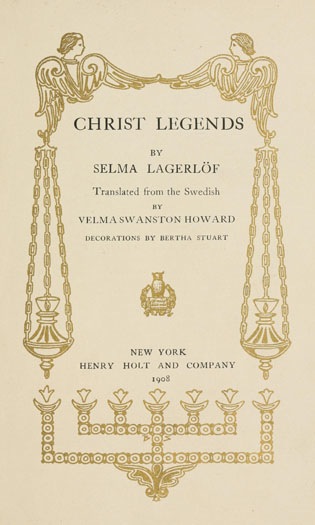 CHRIST LEGENDS
BY
SELMA LAGERLÖF
Translated from the Swedish
BY
VELMA SWANSTON HOWARD
DECORATIONS BY BERTHA STUART
NEW YORK
HENRY HOLT AND COMPANY
1908